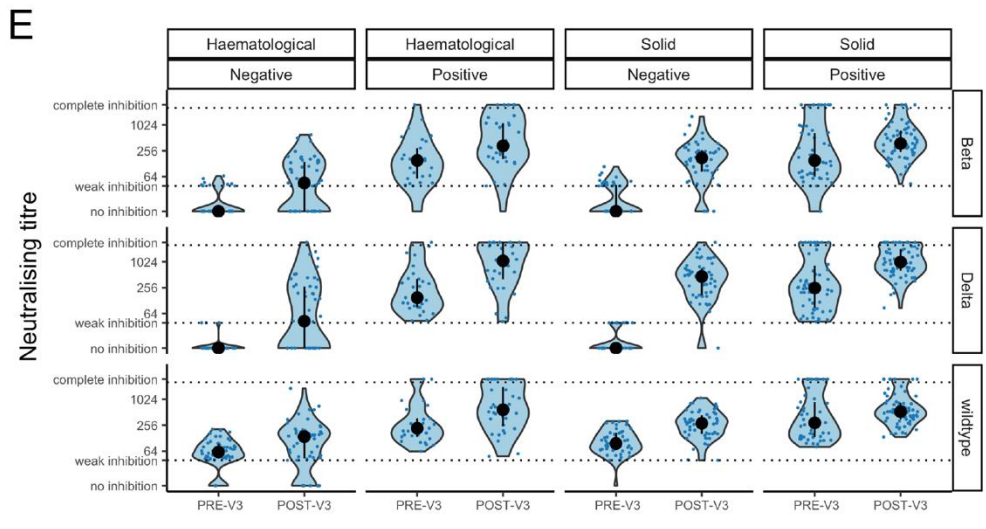 E
Haematological Haematological Solid Solid
Negative Positive Negative Positive
Neutralising titre
complete inhibition
1024
256
64
weak inhibition
no inhibition
Beta
complete inhibition
1024
256
64
weak inhibition
no inhibition
Delta
complete inhibition
1024
256
64
weak inhibition
no inhibition
wildtype
PRE-V3 POST-V3 PRE-V3 POST-V3 PRE-V3 POST-V3 PRE-V3 POST-V3